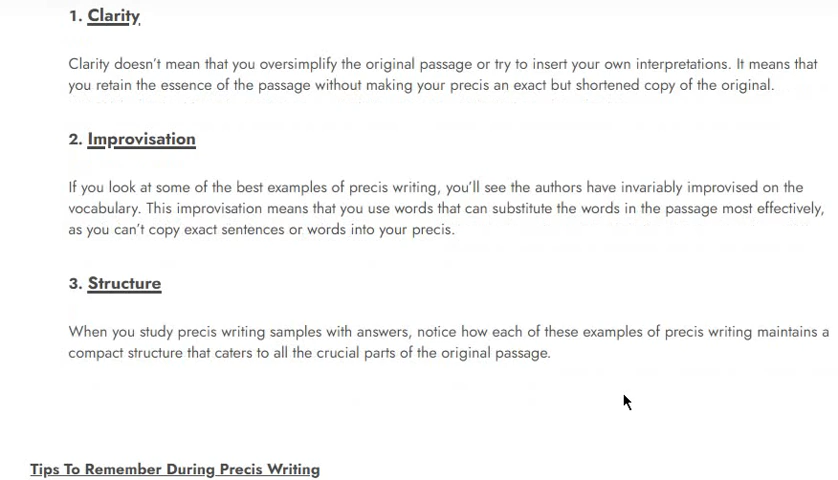 1. Clarity
Clarity doesn't mean that you oversimplify the original passage or try to insert your own interpretations. It means that
you retain the essence of the passage without making your precis an exact but shortened copy of the original.
2. Improvisation
If you look at some of the best examples of precis writing, you'll see the authors have invariably improvised on the
vocabulary. This improvisation means that you use words that can substitute the words in the passage most effectively,
as you can't copy exact sentences or words into your precis.
3. Structure
When you study precis writing samples with answers, notice how each of these examples of precis writing maintains a
compact structure that caters to all the crucial parts of the original passage.
Tips To Remember During Precis Writing